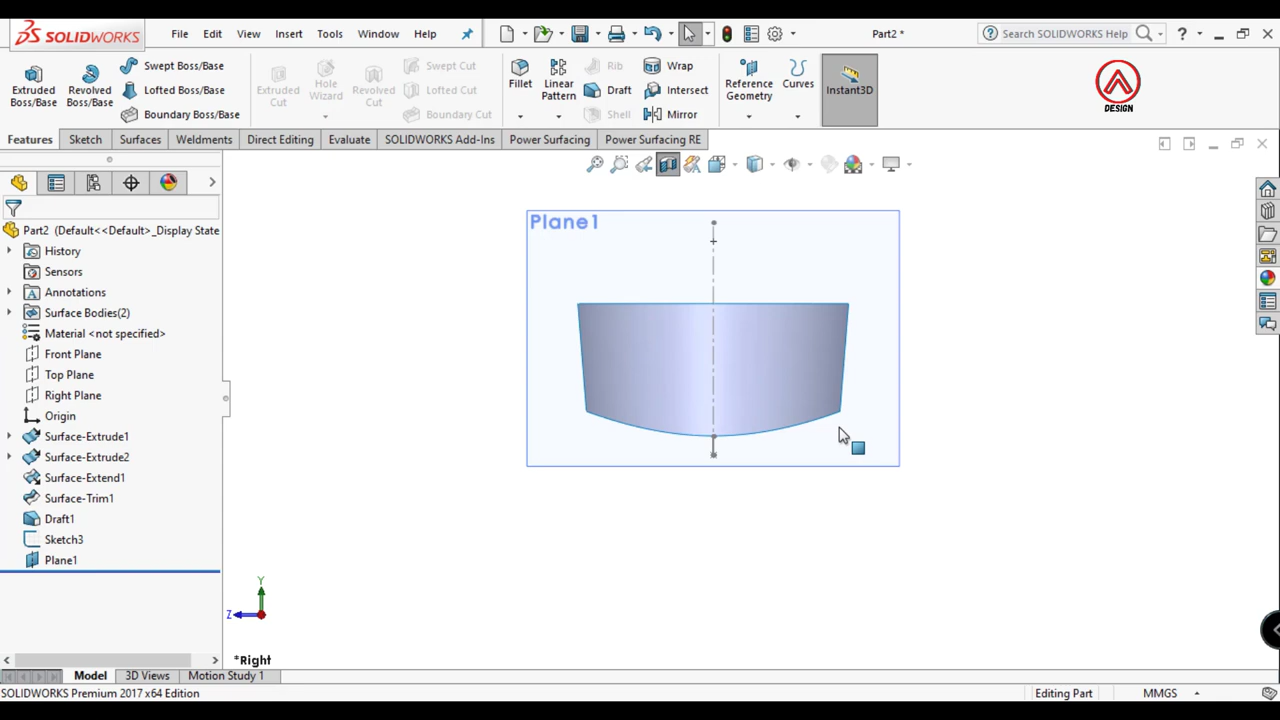 SOLIDWORKS File Edit View Insert Tools Window Help Part2 * Search SOLIDWORKS Help ?
Extruded Boss/Base
Revolved Boss/Base
Swept Boss/Base
Lofted Boss/Base
Boundary Boss/Base
Extruded Cut
Hole Wizard
Revolved Cut
Swept Cut
Lofted Cut
Boundary Cut
Fillet
Linear Pattern
Rib
Draft
Shell
Wrap
Intersect
Mirror
Reference Geometry
Curves
Instant3D
DESIGN
Features Sketch Surfaces Weldments Direct Editing Evaluate SOLIDWORKS Add-Ins Power Surfacing Power Surfacing RE
Part2 (Default<<Default>_Display State
History
Sensors
Annotations
Surface Bodies(2)
Material <not specified>
Front Plane
Top Plane
Right Plane
Origin
Surface-Extrude1
Surface-Extrude2
Surface-Extend1
Surface-Trim1
Draft1
Sketch3
Plane1
Plane1
Y
Z
*Right
Model 3D Views Motion Study 1
SOLIDWORKS Premium 2017 x64 Edition Editing Part MMGS